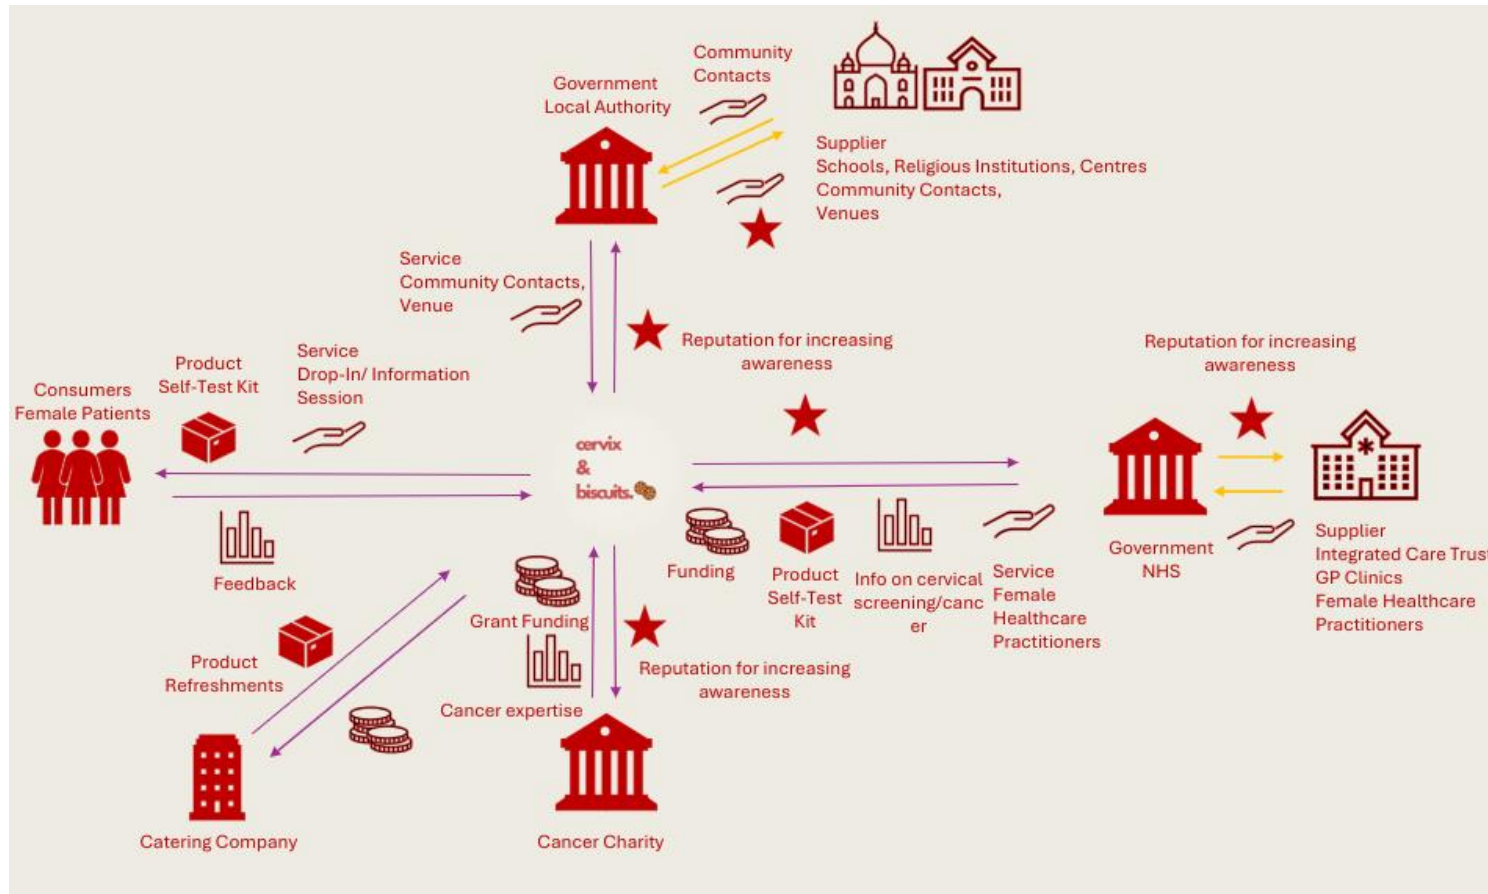 Community
Contacts
Government
Local Authority
Supplier
Schools, Religious Institutions, Centres
Community Contacts,
Venues
Service
Community Contacts,
Venue
Reputation for increasing
awareness
Reputation for increasing
awareness
Product
Self-Test Kit
Service
Drop-In/ Information
Session
Consumers
Female Patients
cervix
&
biscuits.
Feedback
Funding
Product
Self-Test
Kit
Info on cervical
screening/canc
er
Service
Female
Healthcare
Practitioners
Government
NHS
Supplier
Integrated Care Trust
GP Clinics
Female Healthcare
Practitioners
Grant Funding
Product
Refreshments
Reputation for increasing
awareness
Cancer expertise
Catering Company
Cancer Charity